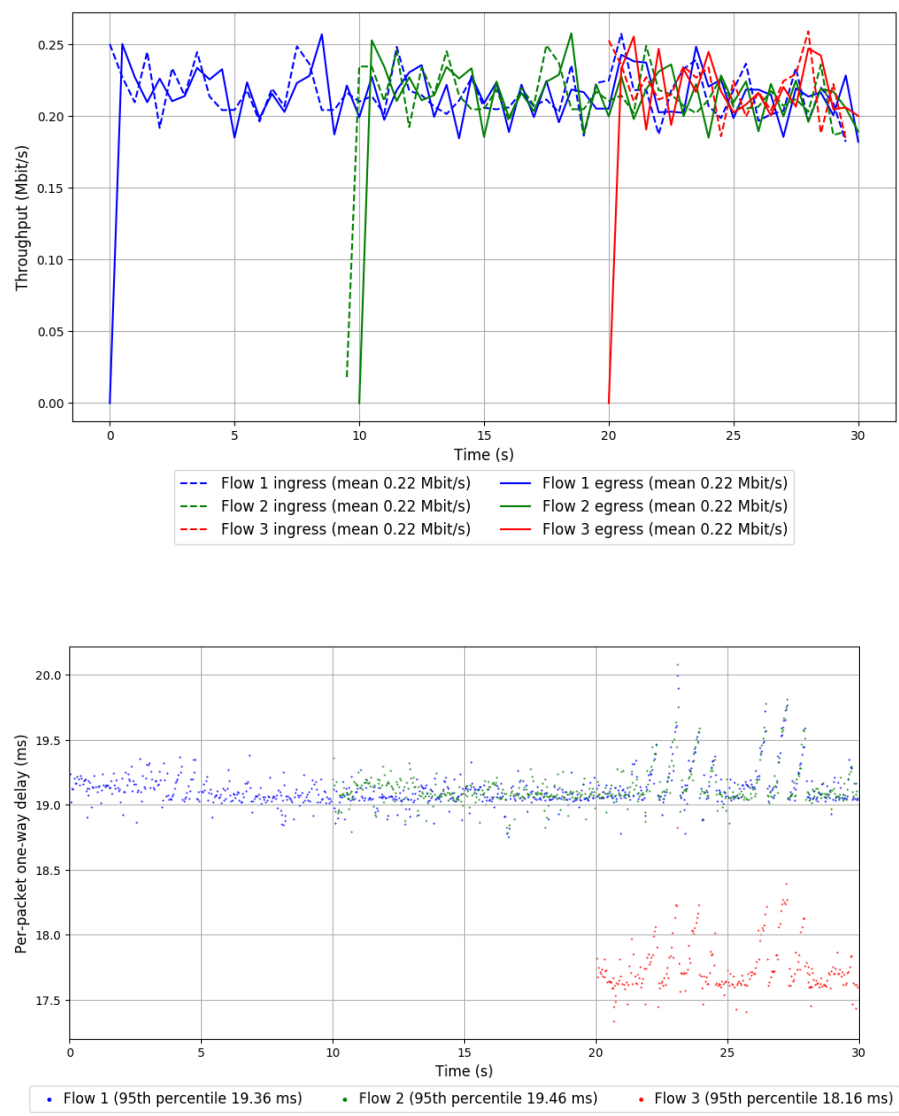 0.25
0.20
0.15
0.10
0.05
0.00
Throughput (Mbit/s)
0 5 10 15 20 25 30
Time (s)
Flow 1 ingress (mean 0.22 Mbit/s) Flow 1 egress (mean 0.22 Mbit/s)
Flow 2 ingress (mean 0.22 Mbit/s) Flow 2 egress (mean 0.22 Mbit/s)
Flow 3 ingress (mean 0.22 Mbit/s) Flow 3 egress (mean 0.22 Mbit/s)
20.0
19.5
19.0
18.5
18.0
17.5
Per-packet one-way delay (ms)
0 5 10 15 20 25 30
Time (s)
Flow 1 (95th percentile 19.36 ms) Flow 2 (95th percentile 19.46 ms) Flow 3 (95th percentile 18.16 ms)